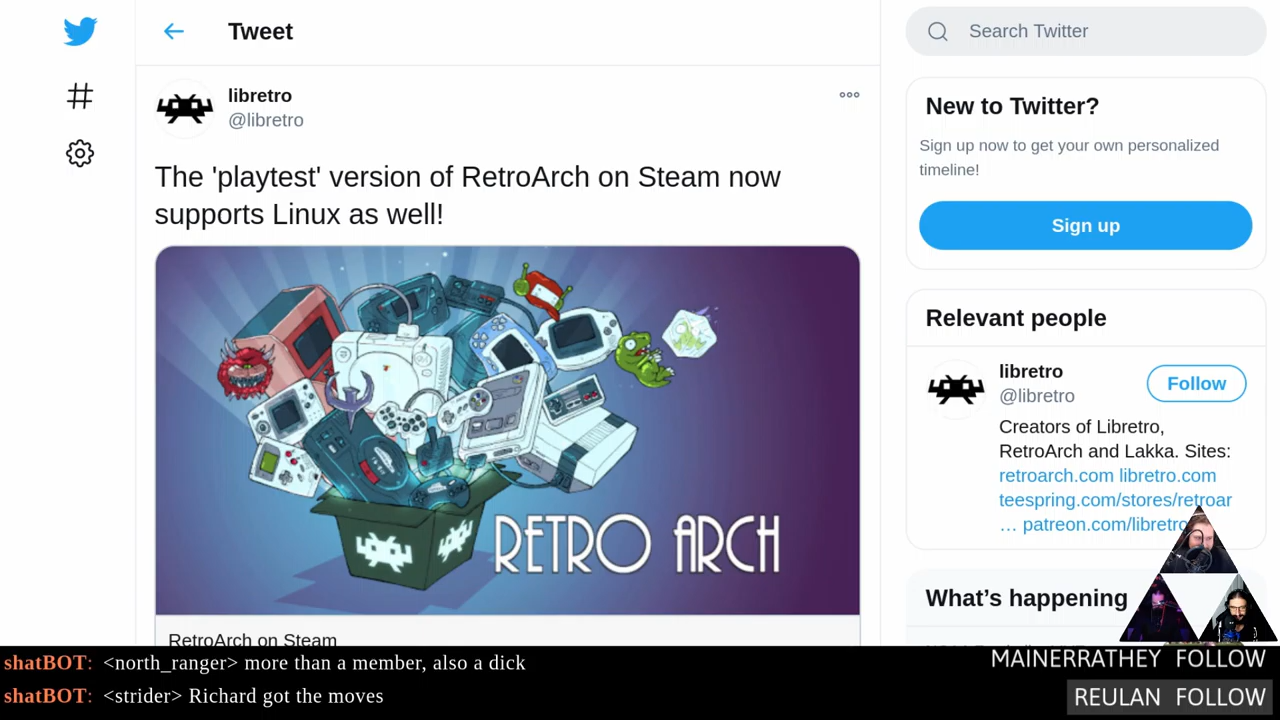 Tweet
libretro
@libretro
The 'playtest' version of RetroArch on Steam now
supports Linux as well!
RETRO ARCH
RetroArch on Steam
Search Twitter
New to Twitter?
Sign up now to get your own personalized
timeline!
Sign up
Relevant people
libretro
@libretro
Follow
Creators of Libretro,
RetroArch and Lakka. Sites:
retroarch.com libretro.com
teespring.com/stores/retroar
… patreon.com/libretro
What’s happening
shatBOT: <north_ranger> more than a member, also a dick
shatBOT: <strider> Richard got the moves
MAINERRATHEY FOLLOW
REULAN FOLLOW